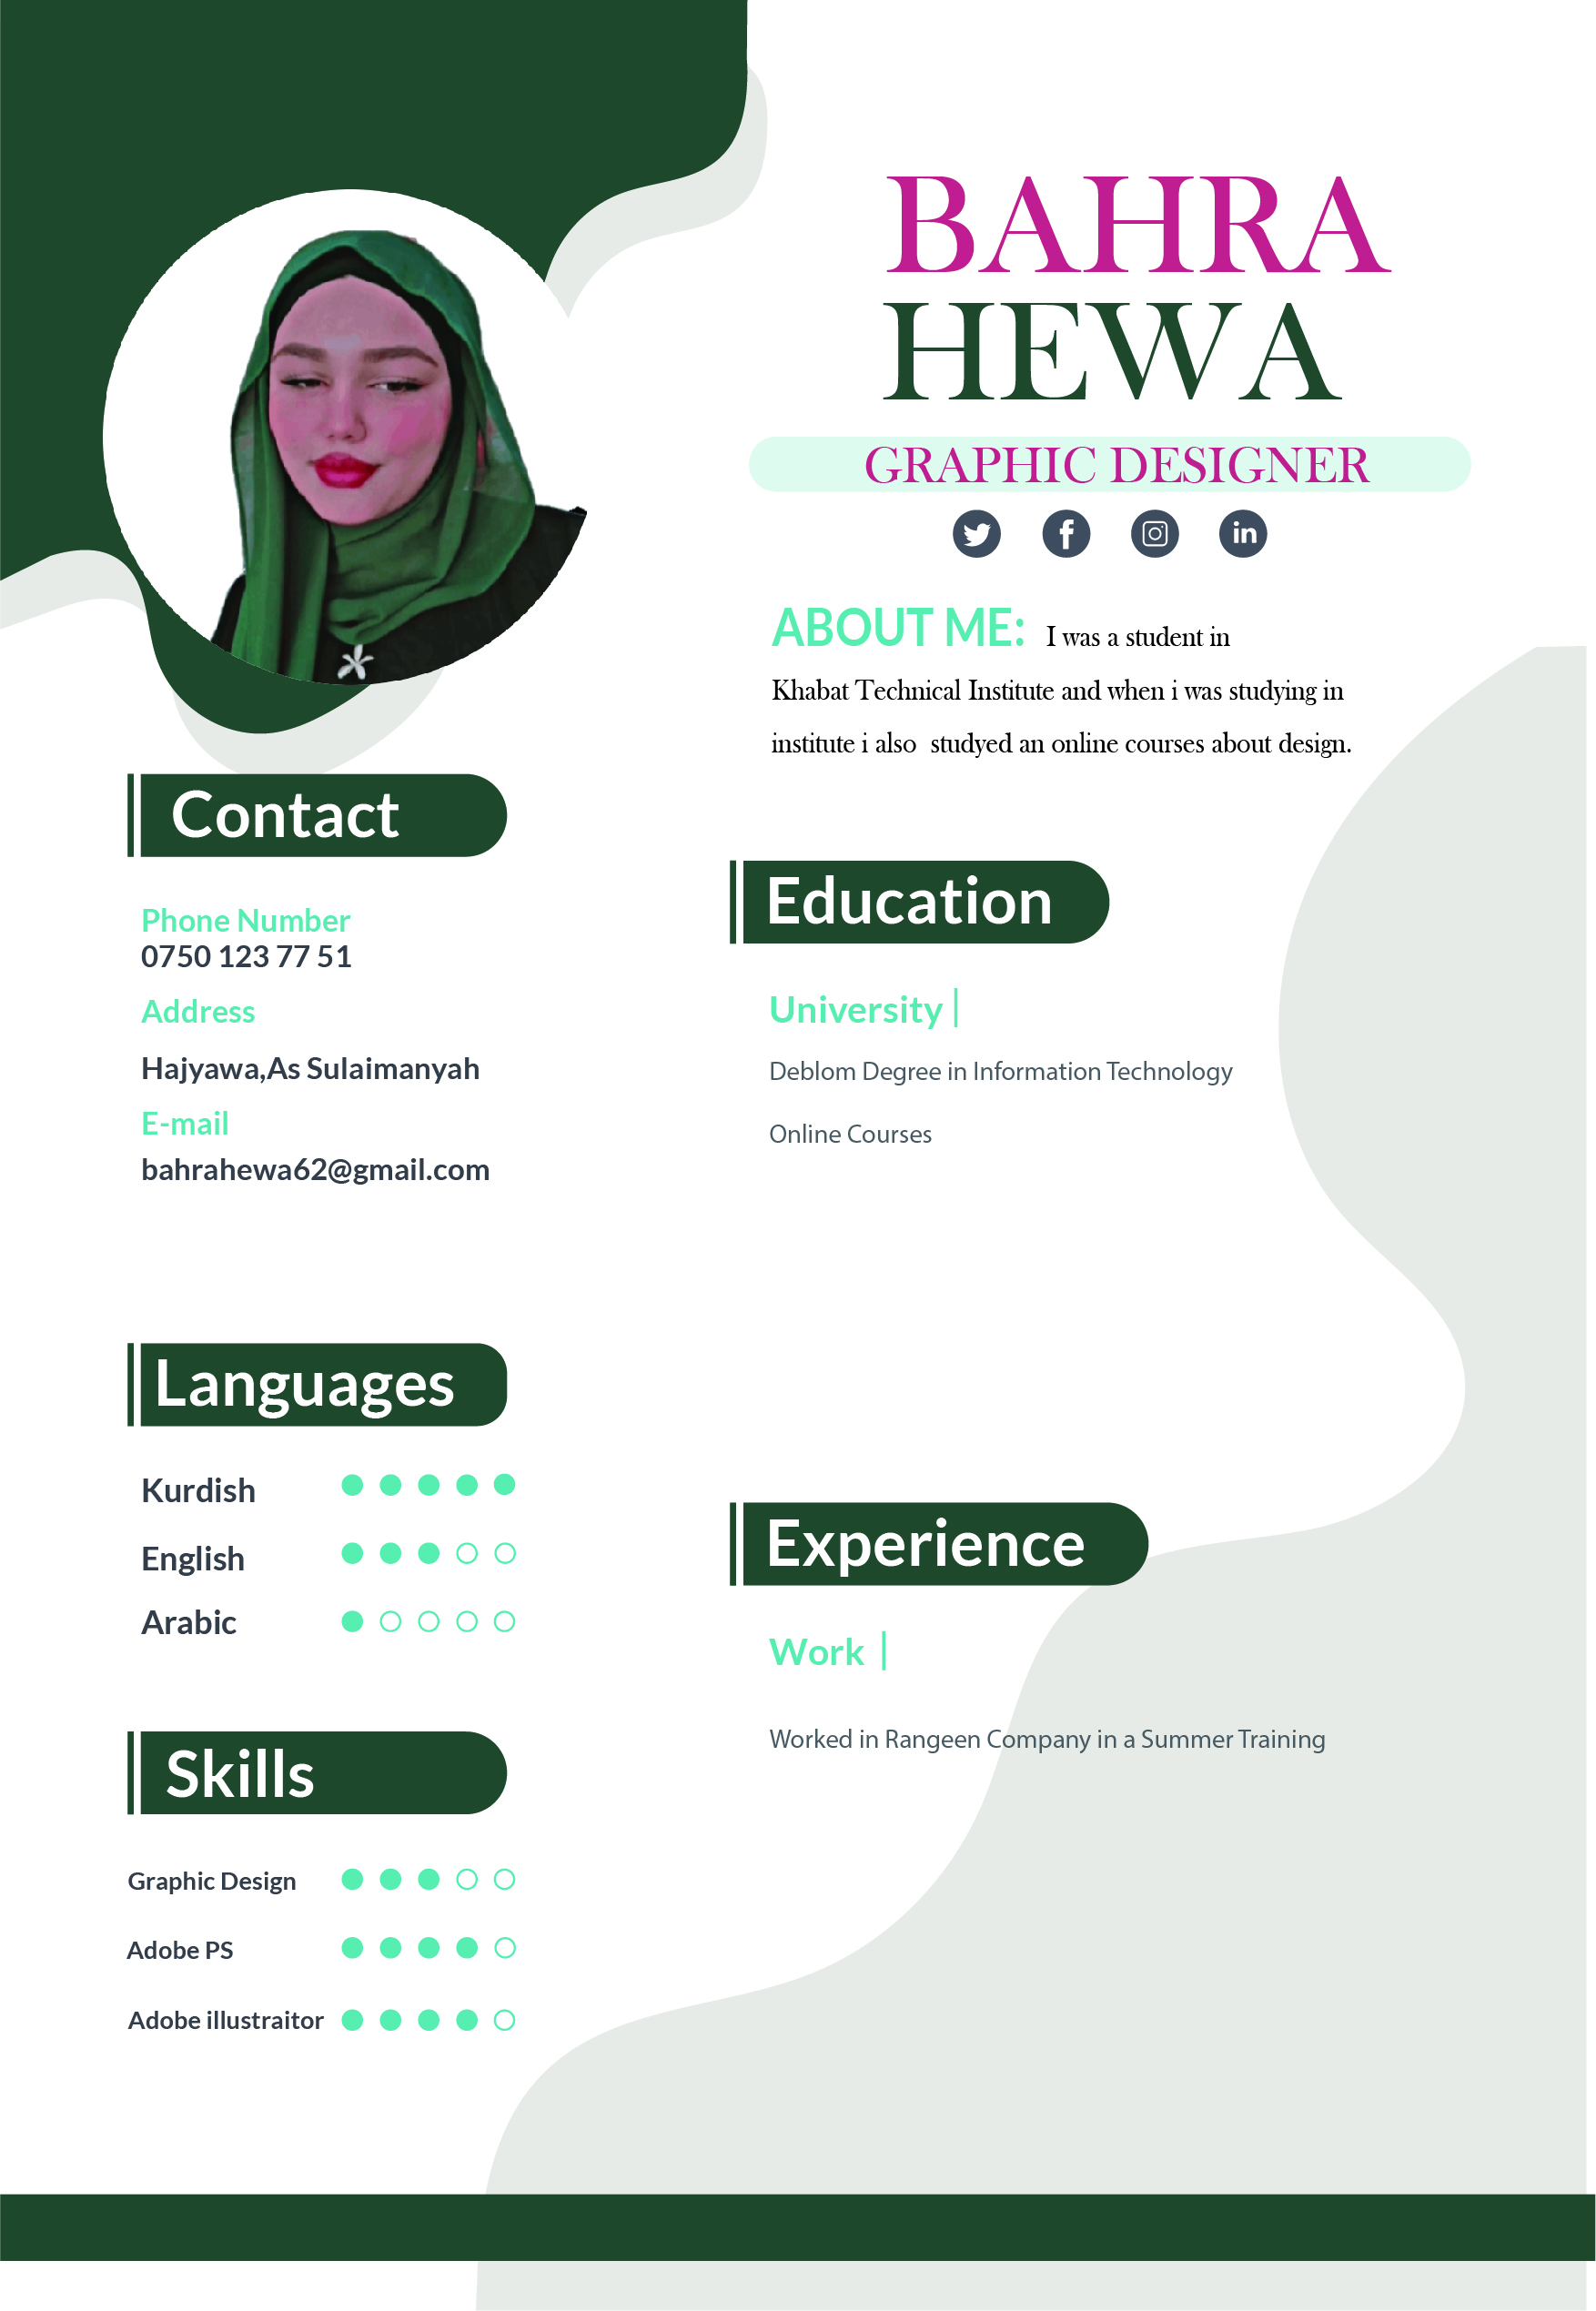 BAHRA
HEWA
GRAPHIC DESIGNER
ABOUT ME: I was a student in
Khabat Technical Institute and when i was studying in
institute i also studyed an online courses about design.
Contact
Phone Number
0750 123 77 51
Address
Hajyawa,As Sulaimanyah
E-mail
bahrahewa62@gmail.com
Languages
Kurdish
English
Arabic
Skills
Graphic Design
Adobe PS
Adobe illustraitor
Education
University
Deblom Degree in Information Technology
Online Courses
Experience
Work
Worked in Rangeen Company in a Summer Training